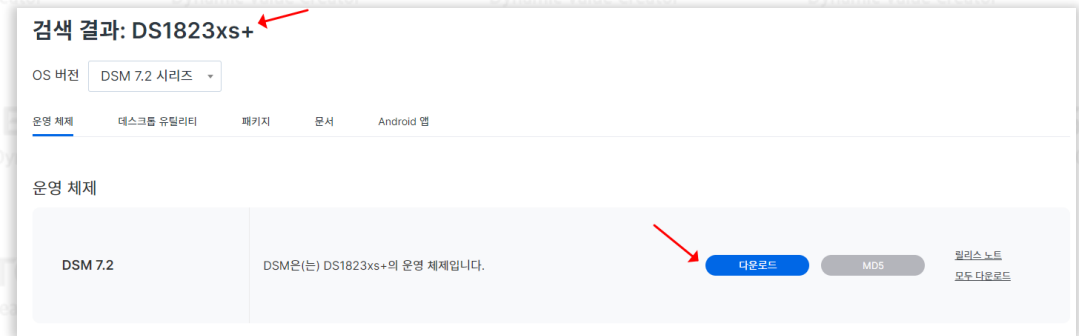 검색 결과: DS1823xs+
OS 버전 DSM 7.2 시리즈
운영 체제 데스크톱 유틸리티 패키지 문서 Android 앱
운영 체제
DSM 7.2 DSM은(는) DS1823xs+의 운영 체제입니다. 다운로드 MD5 릴리스 노트
모두 다운로드